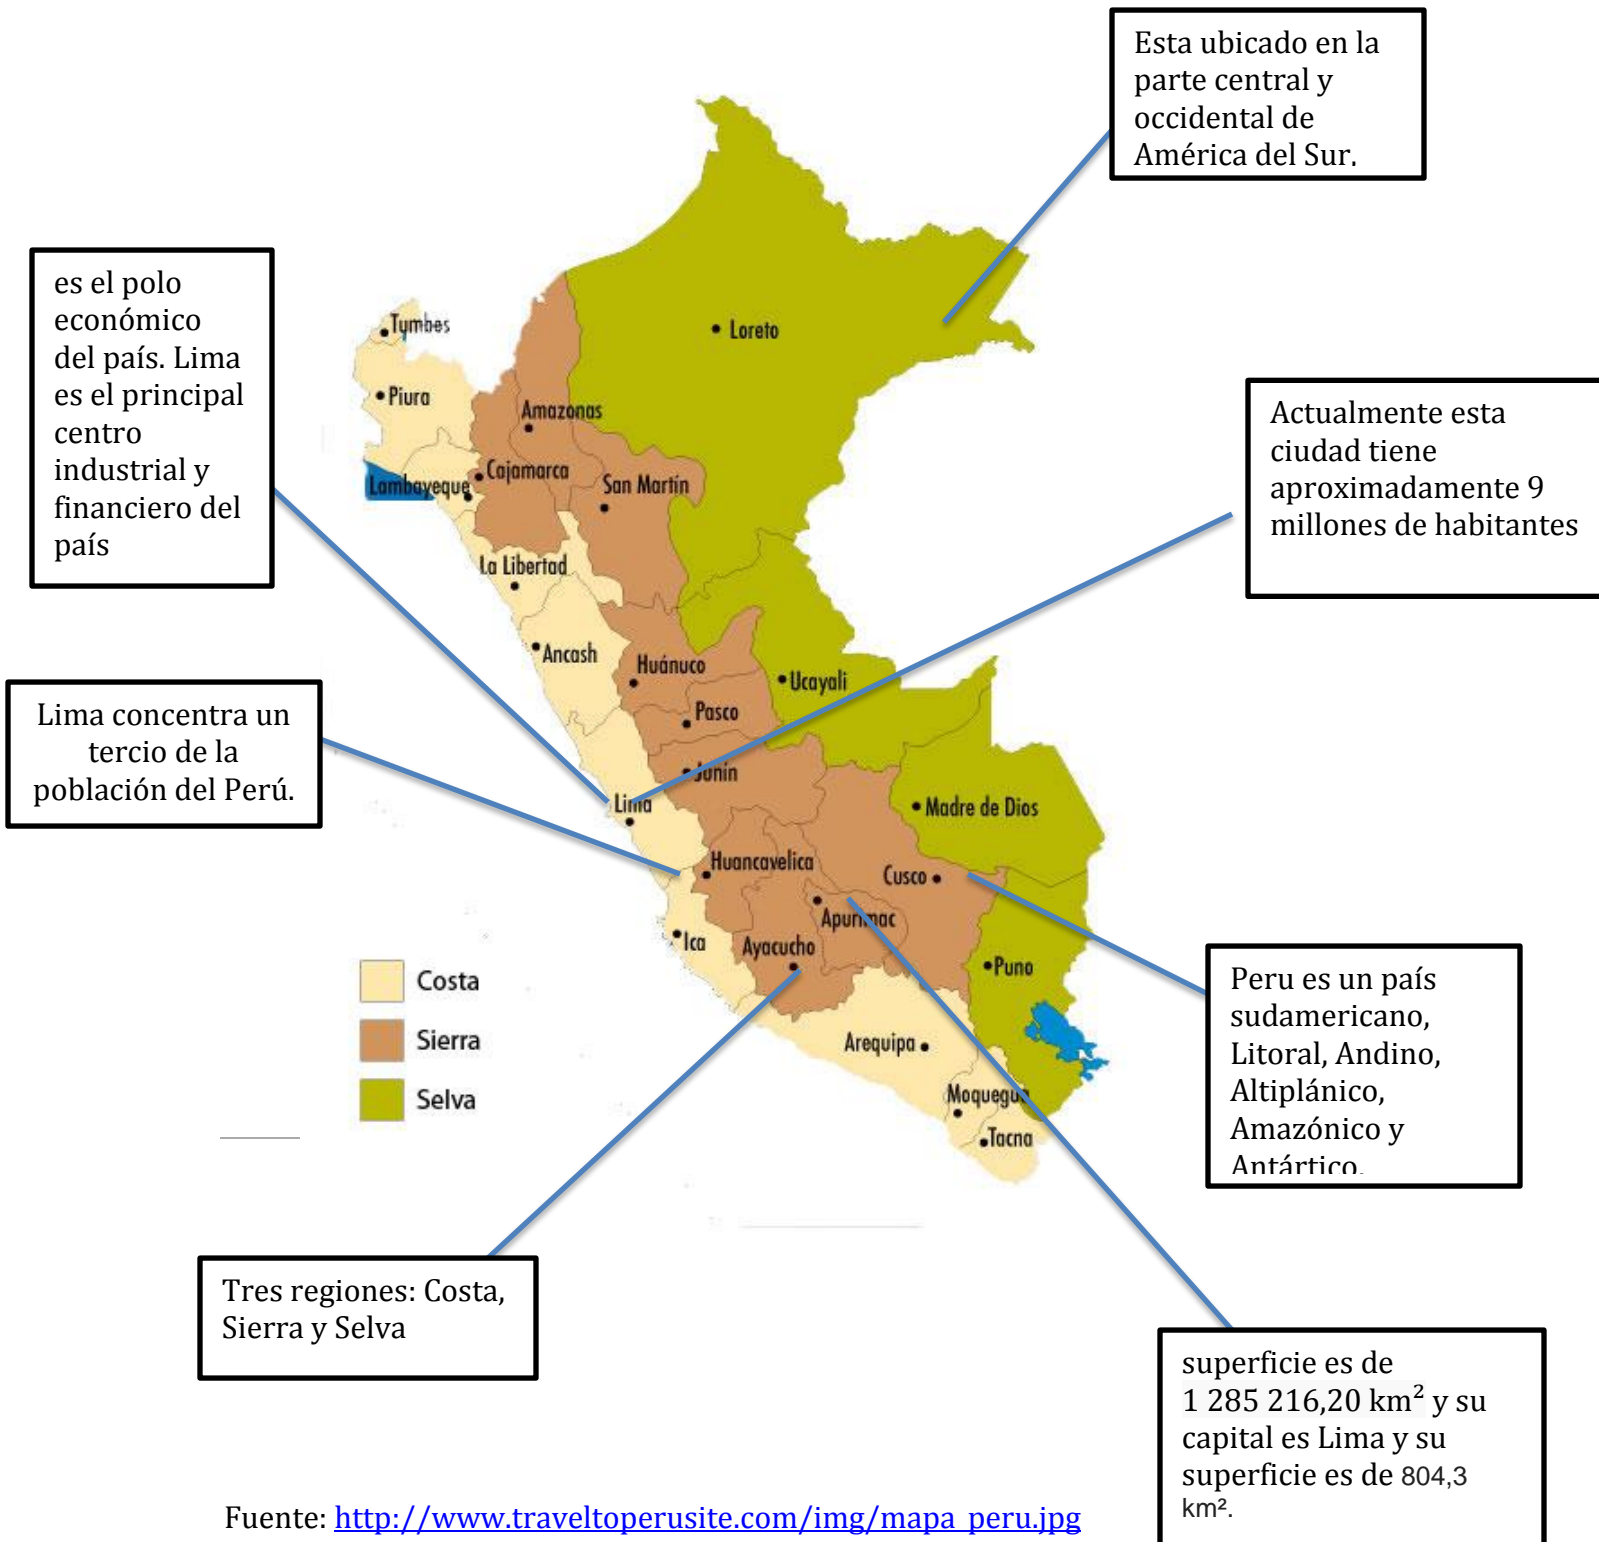 Esta ubicado en la
parte central y
occidental de
América del Sur.
es el polo
económico
del país. Lima
es el principal
centro
industrial y
financiero del
país
Actualmente esta
ciudad tiene
aproximadamente 9
millones de habitantes
Lima concentra un
tercio de la
población del Perú.
Tumbes
Loreto
Piura
Amazonas
Cajamarca
Lambayeque
San Martín
La Libertad
Ancash
Huánuco
Ucayali
Pasco
Junín
Lima
Madre de Dios
Huancavelica
Cusco
Apurímac
Ica
Ayacucho
Puno
Arequipa
Moquegua
Tacna
Costa
Sierra
Selva
Peru es un país
sudamericano,
Litoral, Andino,
Altiplánico,
Amazónico y
Antártico.
Tres regiones: Costa,
Sierra y Selva
superficie es de
1 285 216,20 km² y su
capital es Lima y su
superficie es de 804,3
km².
Fuente: http://www.traveltoperusite.com/img/mapa_peru.jpg